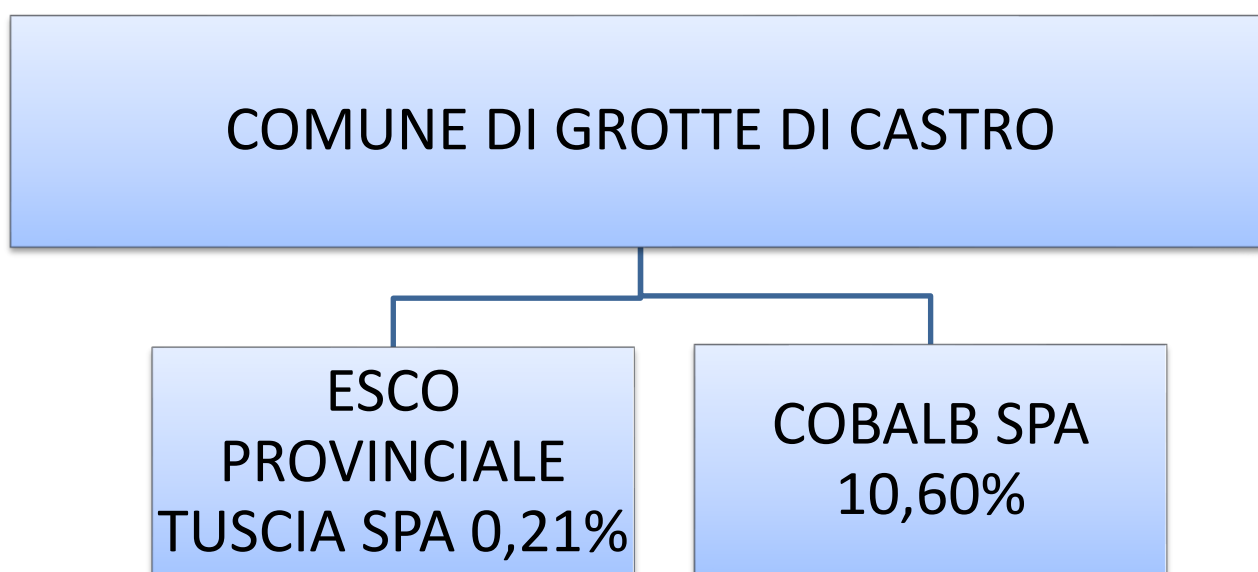 COMUNE DI GROTTE DI CASTRO
ESCO
PROVINCIALE
TUSCIA SPA 0,21%
COBALB SPA
10,60%